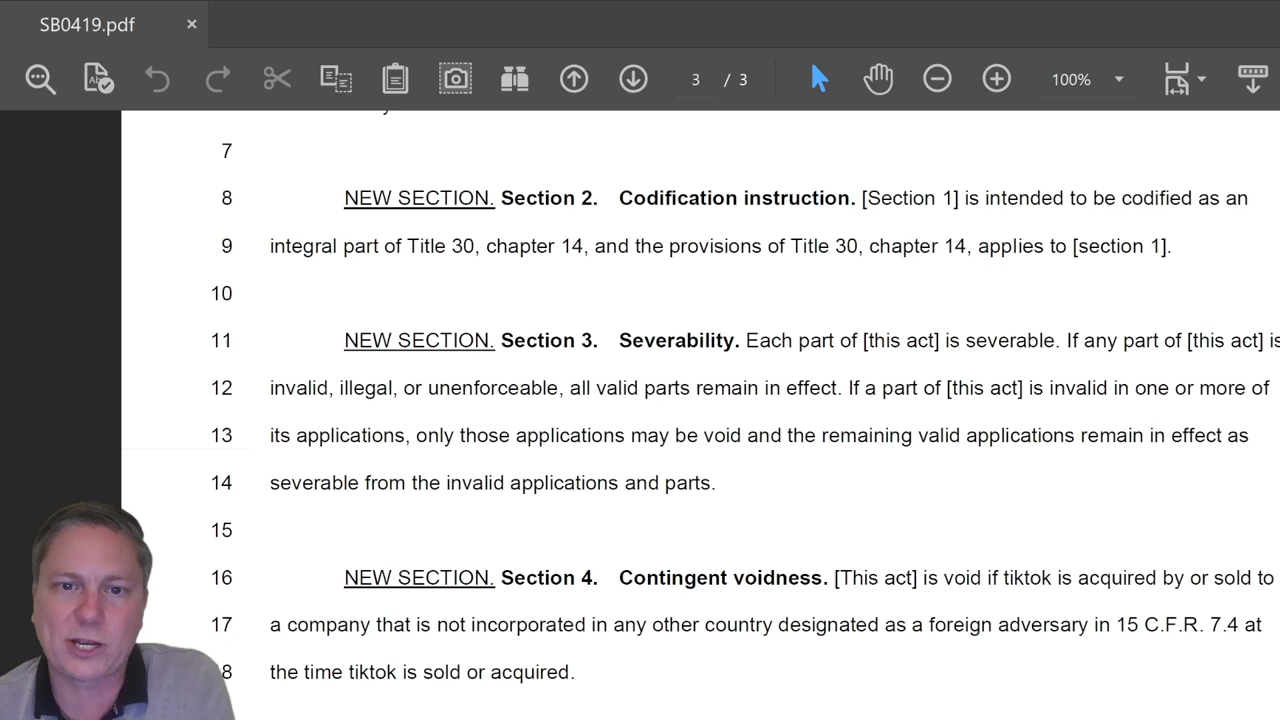 SB0419.pdf ×
3 / 3 100%
7
8 NEW SECTION. Section 2. Codification instruction. [Section 1] is intended to be codified as an
9 integral part of Title 30, chapter 14, and the provisions of Title 30, chapter 14, applies to [section 1].
10
11 NEW SECTION. Section 3. Severability. Each part of [this act] is severable. If any part of [this act] is
12 invalid, illegal, or unenforceable, all valid parts remain in effect. If a part of [this act] is invalid in one or more of
13 its applications, only those applications may be void and the remaining valid applications remain in effect as
14 severable from the invalid applications and parts.
15
16 NEW SECTION. Section 4. Contingent voidness. [This act] is void if tiktok is acquired by or sold to
17 a company that is not incorporated in any other country designated as a foreign adversary in 15 C.F.R. 7.4 at
8 the time tiktok is sold or acquired.